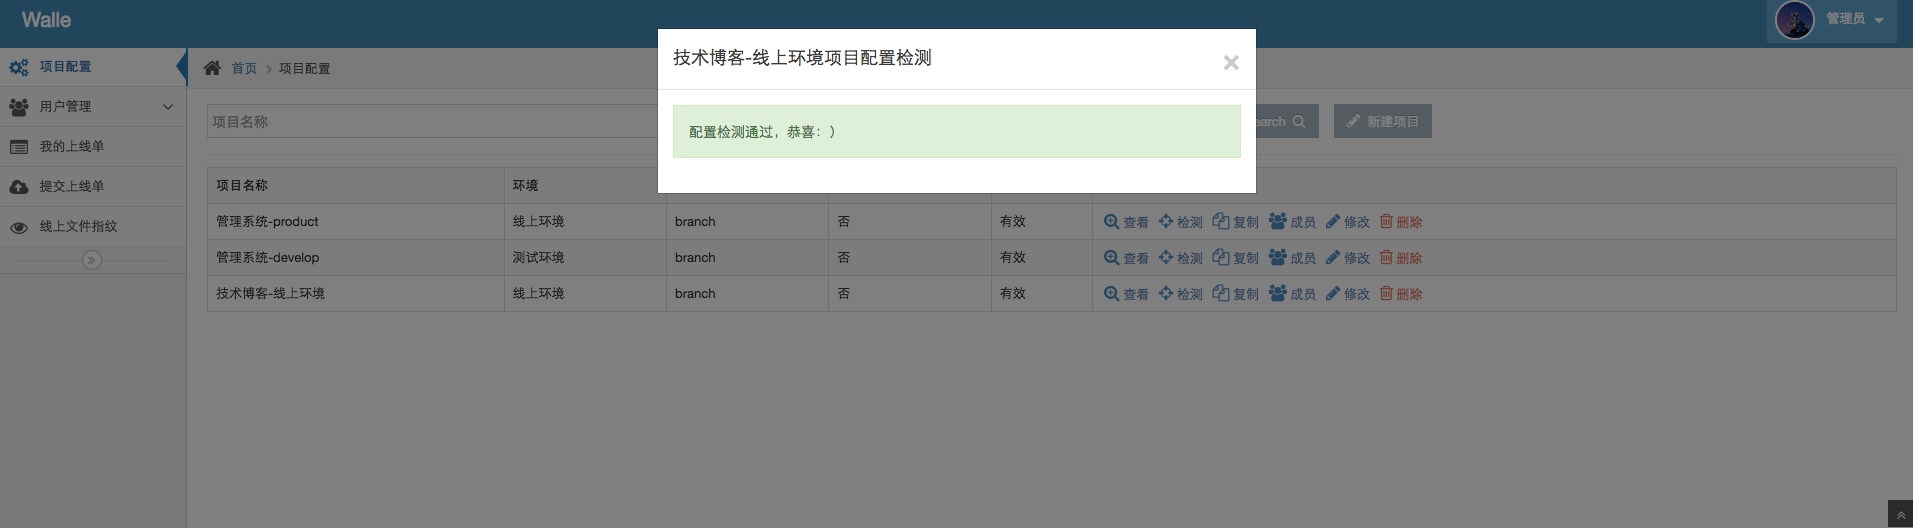 Walle
管理员
技术博客-线上环境项目配置检测
配置检测通过，恭喜：）
项目配置
用户管理
我的上线单
提交上线单
线上文件指纹
首页 项目配置
项目名称 earch 新建项目
项目名称 环境
管理系统-product 线上环境 branch 否 有效 查看 检测 复制 成员 修改 删除
管理系统-develop 测试环境 branch 否 有效 查看 检测 复制 成员 修改 删除
技术博客-线上环境 线上环境 branch 否 有效 查看 检测 复制 成员 修改 删除